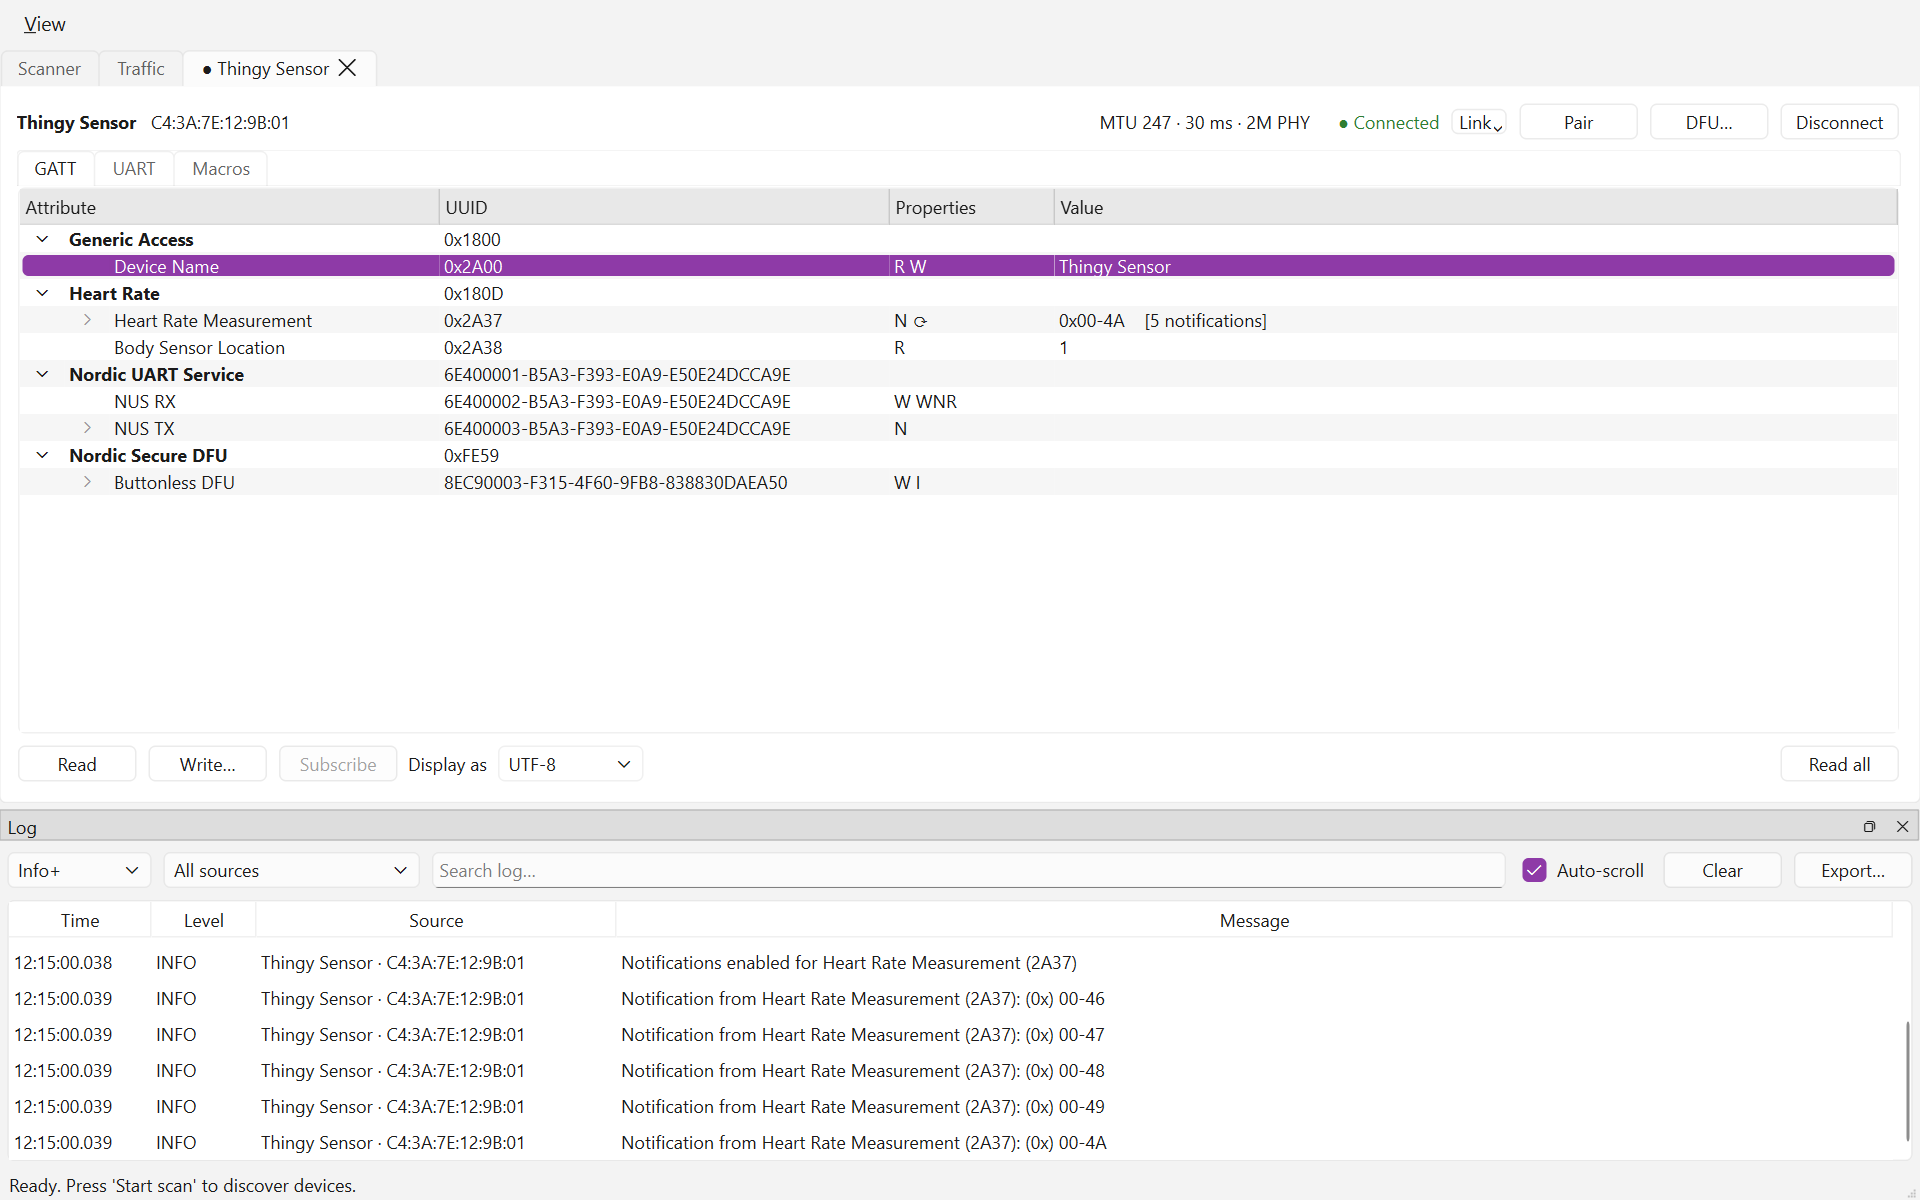 View
Scanner Traffic ● Thingy Sensor
Thingy Sensor C4:3A:7E:12:9B:01 MTU 247 · 30 ms · 2M PHY ● Connected Link Pair DFU... Disconnect
GATT UART Macros
Attribute UUID Properties Value
Generic Access 0x1800
Device Name 0x2A00 R W Thingy Sensor
Heart Rate 0x180D
Heart Rate Measurement 0x2A37 N ⟳ 0x00-4A [5 notifications]
Body Sensor Location 0x2A38 R 1
Nordic UART Service 6E400001-B5A3-F393-E0A9-E50E24DCCA9E
NUS RX 6E400002-B5A3-F393-E0A9-E50E24DCCA9E W WNR
NUS TX 6E400003-B5A3-F393-E0A9-E50E24DCCA9E N
Nordic Secure DFU 0xFE59
Buttonless DFU 8EC90003-F315-4F60-9FB8-838830DAEA50 W I
Read Write... Subscribe Display as UTF-8 Read all
Log
Info+ All sources Search log... Auto-scroll Clear Export...
Time Level Source Message
12:15:00.038 INFO Thingy Sensor · C4:3A:7E:12:9B:01 Notifications enabled for Heart Rate Measurement (2A37)
12:15:00.039 INFO Thingy Sensor · C4:3A:7E:12:9B:01 Notification from Heart Rate Measurement (2A37): (0x) 00-46
12:15:00.039 INFO Thingy Sensor · C4:3A:7E:12:9B:01 Notification from Heart Rate Measurement (2A37): (0x) 00-47
12:15:00.039 INFO Thingy Sensor · C4:3A:7E:12:9B:01 Notification from Heart Rate Measurement (2A37): (0x) 00-48
12:15:00.039 INFO Thingy Sensor · C4:3A:7E:12:9B:01 Notification from Heart Rate Measurement (2A37): (0x) 00-49
12:15:00.039 INFO Thingy Sensor · C4:3A:7E:12:9B:01 Notification from Heart Rate Measurement (2A37): (0x) 00-4A
Ready. Press 'Start scan' to discover devices.